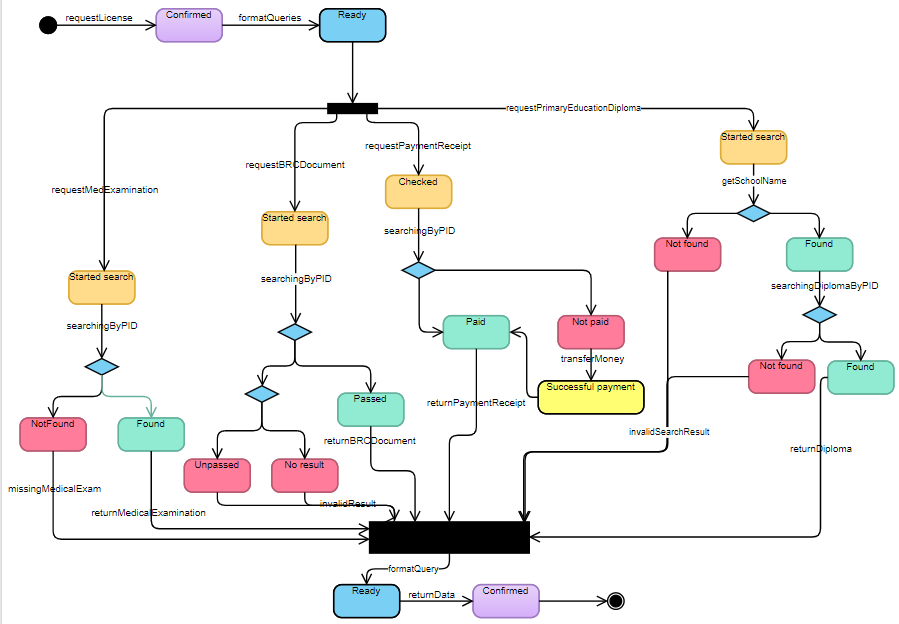 requestLicense
Confirmed
formatQueries
Ready
requestPrimaryEducationDiploma
requestMedExamination
requestBRCDocument
requestPaymentReceipt
Started search
getSchoolName
Checked
searchingByPID
Started search
searchingByPID
Started search
searchingByPID
Not found
Found
searchingDiplomaByPID
Not found
Found
Paid
Not paid
transferMoney
Successful payment
returnPaymentReceipt
Passed
returnBRCDocument
Unpassed
No result
invalidResult
NotFound
Found
missingMedicalExam
returnMedicalExamination
invalidSearchResult
returnDiploma
formatQuery
Ready
returnData
Confirmed